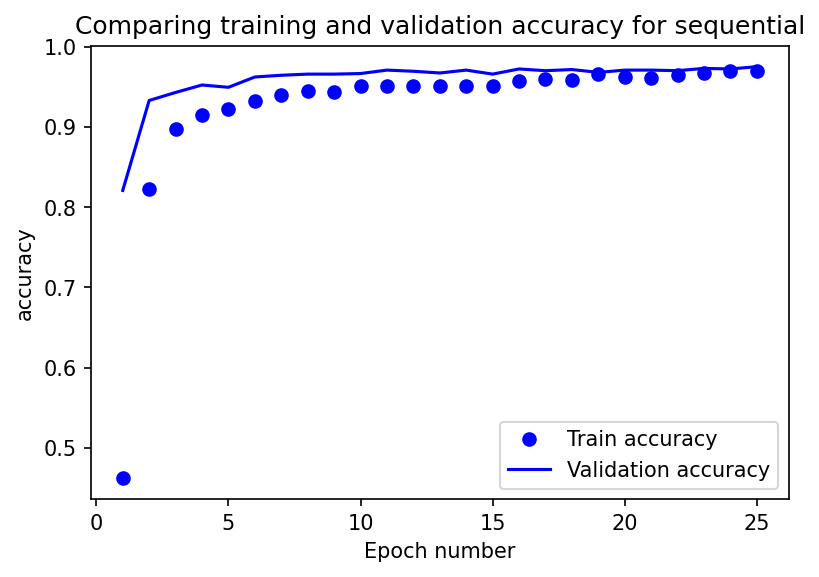 Comparing training and validation accuracy for sequential
1.0
0.9
0.8
0.7
0.6
0.5
accuracy
Train accuracy
Validation accuracy
0
5
10
15
20
25
Epoch number